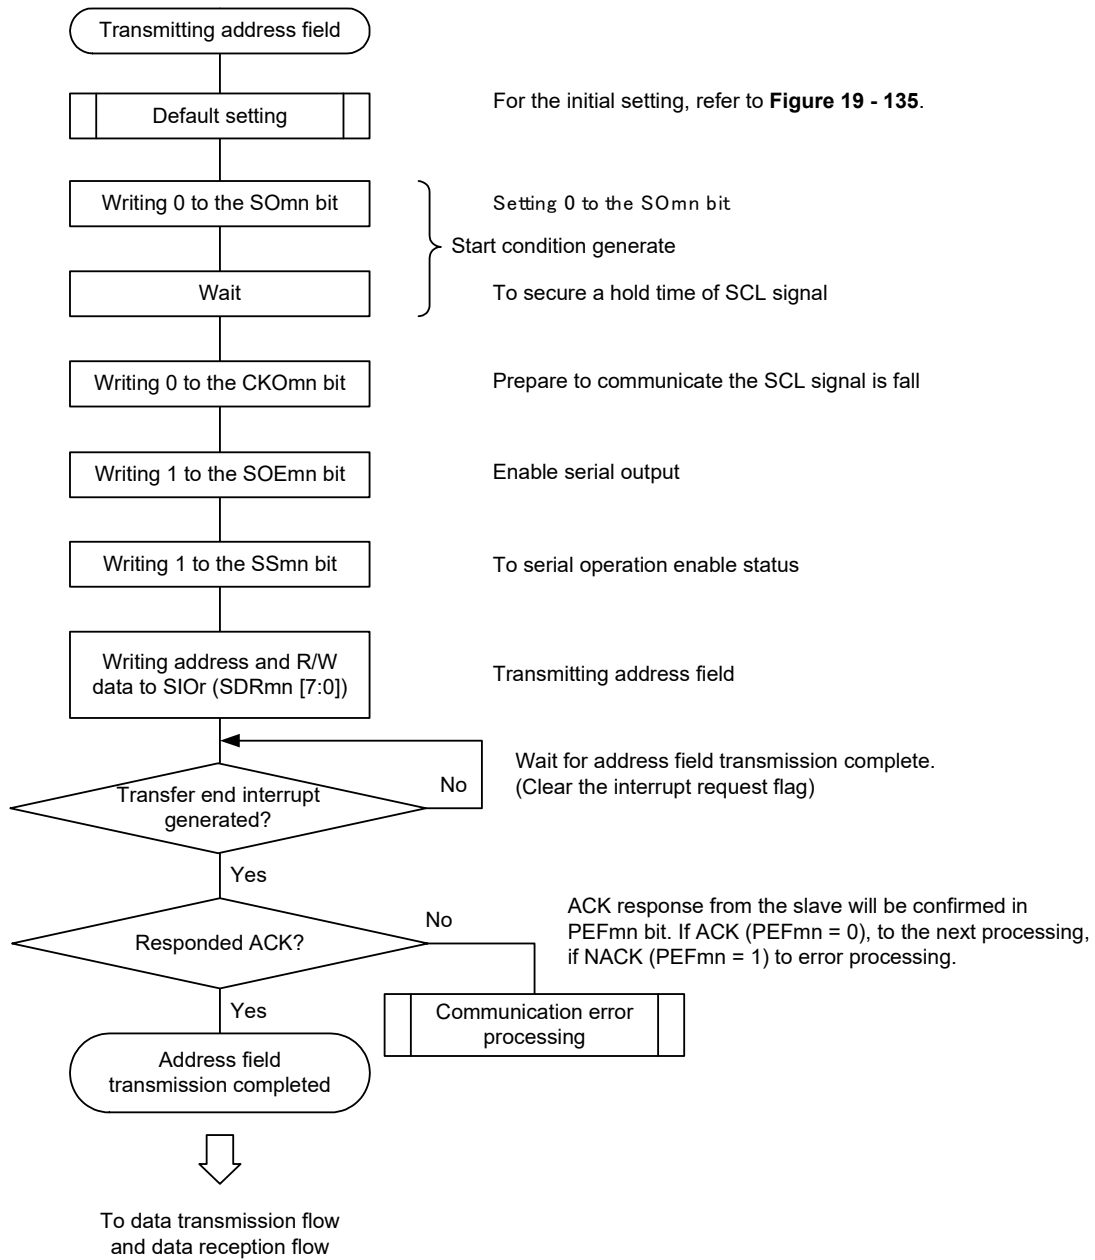 Transmitting address field
Default setting
For the initial setting, refer to Figure 19 - 135.
Writing 0 to the SOmn bit
Setting 0 to the SOmn bit
Start condition generate
Wait
To secure a hold time of SCL signal
Writing 0 to the CKOmn bit
Prepare to communicate the SCL signal is fall
Writing 1 to the SOEmn bit
Enable serial output
Writing 1 to the SSmn bit
To serial operation enable status
Writing address and R/W
data to SIOr (SDRmn [7:0])
Transmitting address field
Transfer end interrupt
generated?
No
Wait for address field transmission complete.
(Clear the interrupt request flag)
Yes
Responded ACK?
No
ACK response from the slave will be confirmed in
PEFmn bit. If ACK (PEFmn = 0), to the next processing,
if NACK (PEFmn = 1) to error processing.
Yes
Communication error
processing
Address field
transmission completed
To data transmission flow
and data reception flow